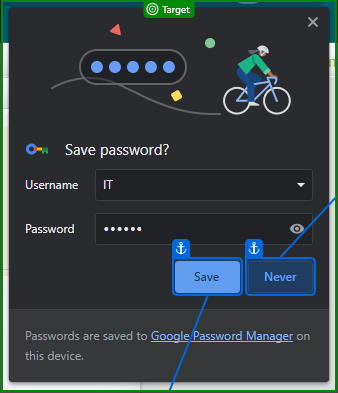 Target
Save password?
Username
IT
Password
••••••
Save
Never
Passwords are saved to Google Password Manager on
this device.